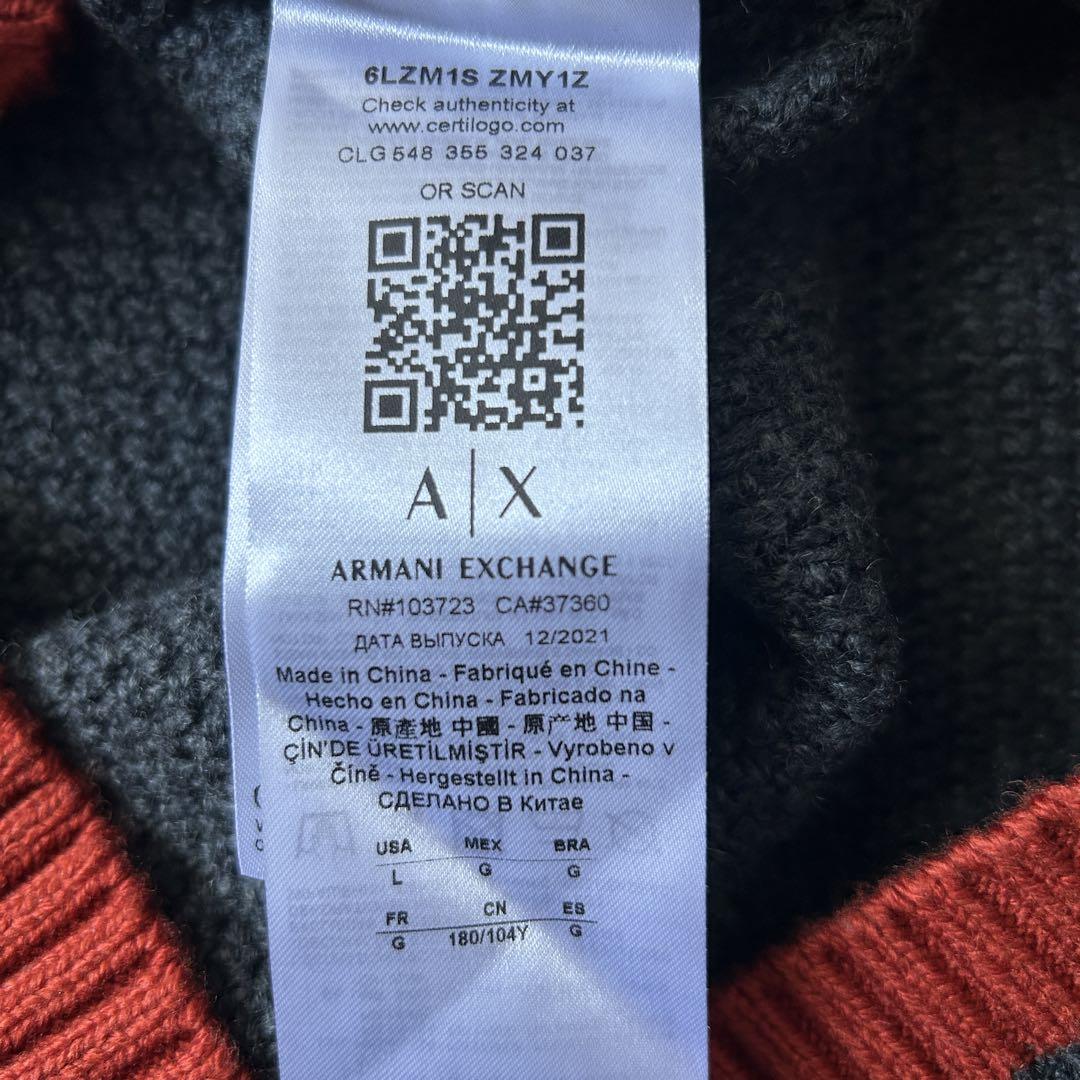 6LZM1S ZMY1Z
Check authenticity at
www.certilogo.com
CLG 548 355 324 037
OR SCAN
A|X
ARMANI EXCHANGE
RN#103723 CA#37360
ДАТА ВЫПУСКА 12/2021
Made in China - Fabriqué en Chine -
Hecho en China - Fabricado na
China - 原產地 中國 - 原产地 中国 -
ÇİN'DE ÜRETİLMİŞTİR - Vyrobeno v
Číně - Hergestellt in China -
СДЕЛАНО В Китае
USA MEX BRA
L G G
FR CN ES
G 180/104Y G